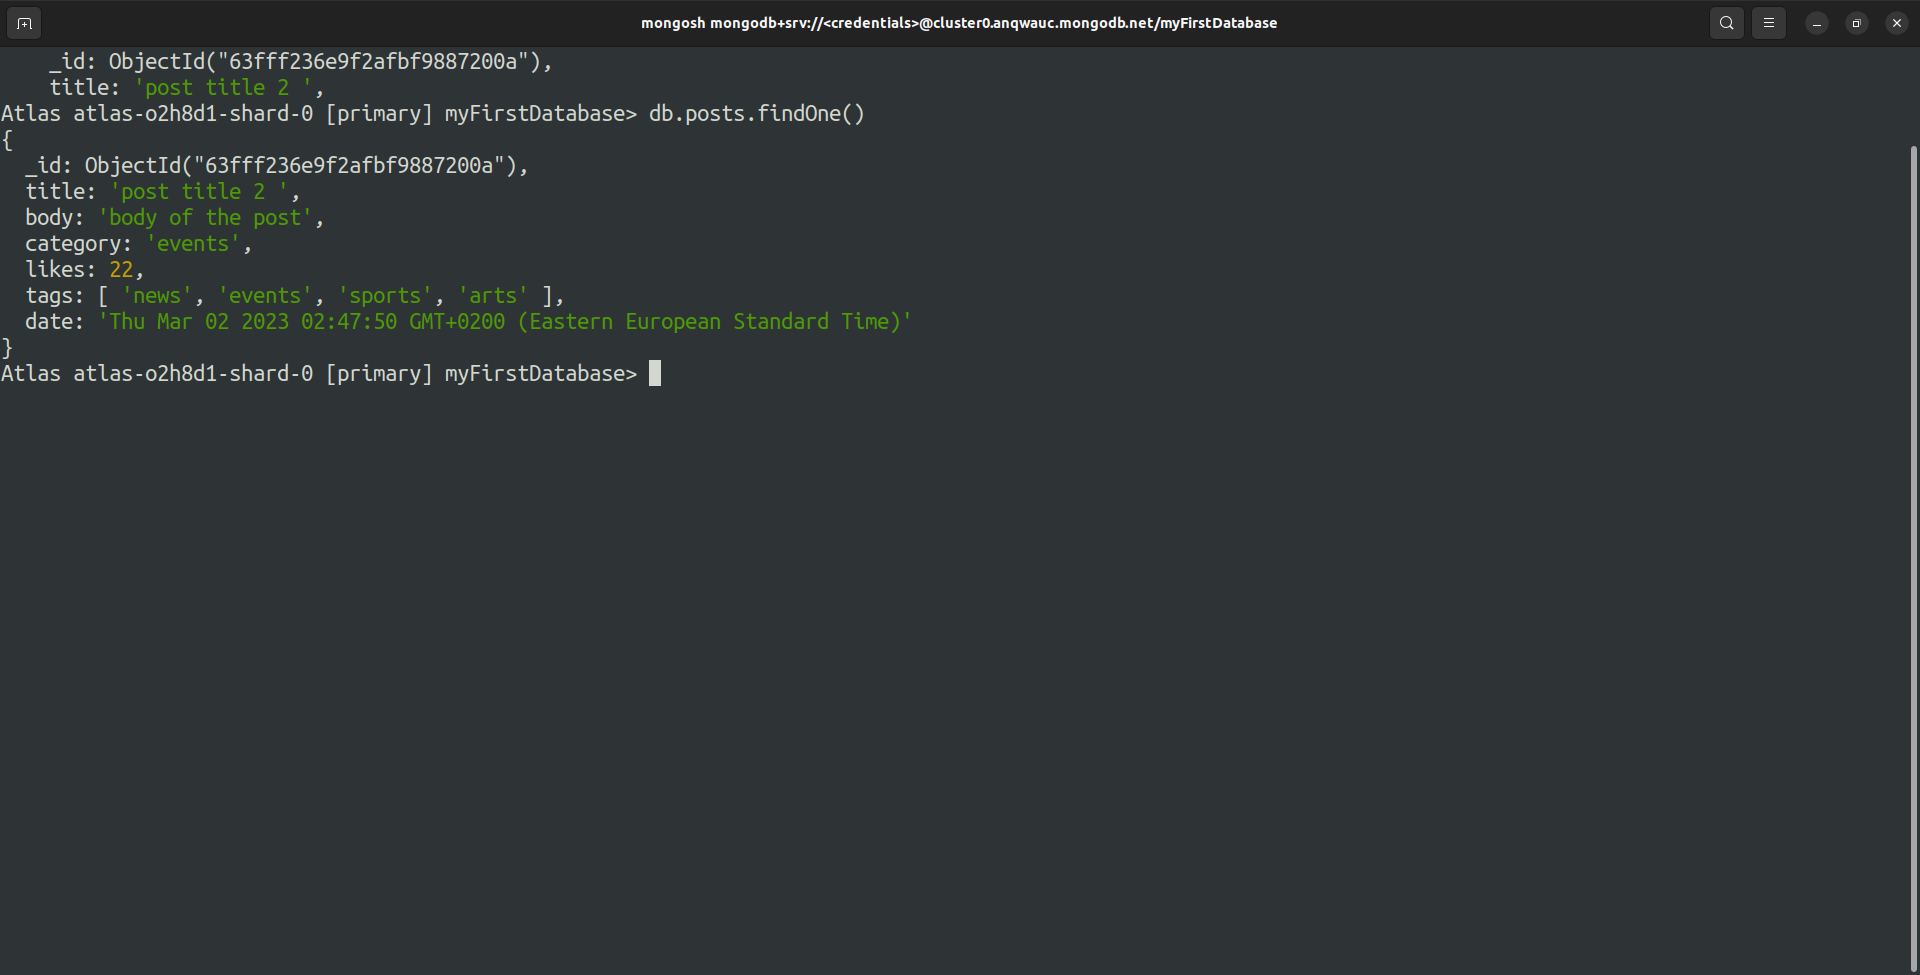 mongosh mongodb+srv://<credentials>@cluster0.anqwauc.mongodb.net/myFirstDatabase
    _id: ObjectId("63fff236e9f2afbf9887200a"),
    title: 'post title 2 ',
Atlas atlas-o2h8d1-shard-0 [primary] myFirstDatabase> db.posts.findOne()
{
  _id: ObjectId("63fff236e9f2afbf9887200a"),
  title: 'post title 2 ',
  body: 'body of the post',
  category: 'events',
  likes: 22,
  tags: [ 'news', 'events', 'sports', 'arts' ],
  date: 'Thu Mar 02 2023 02:47:50 GMT+0200 (Eastern European Standard Time)'
}
Atlas atlas-o2h8d1-shard-0 [primary] myFirstDatabase>